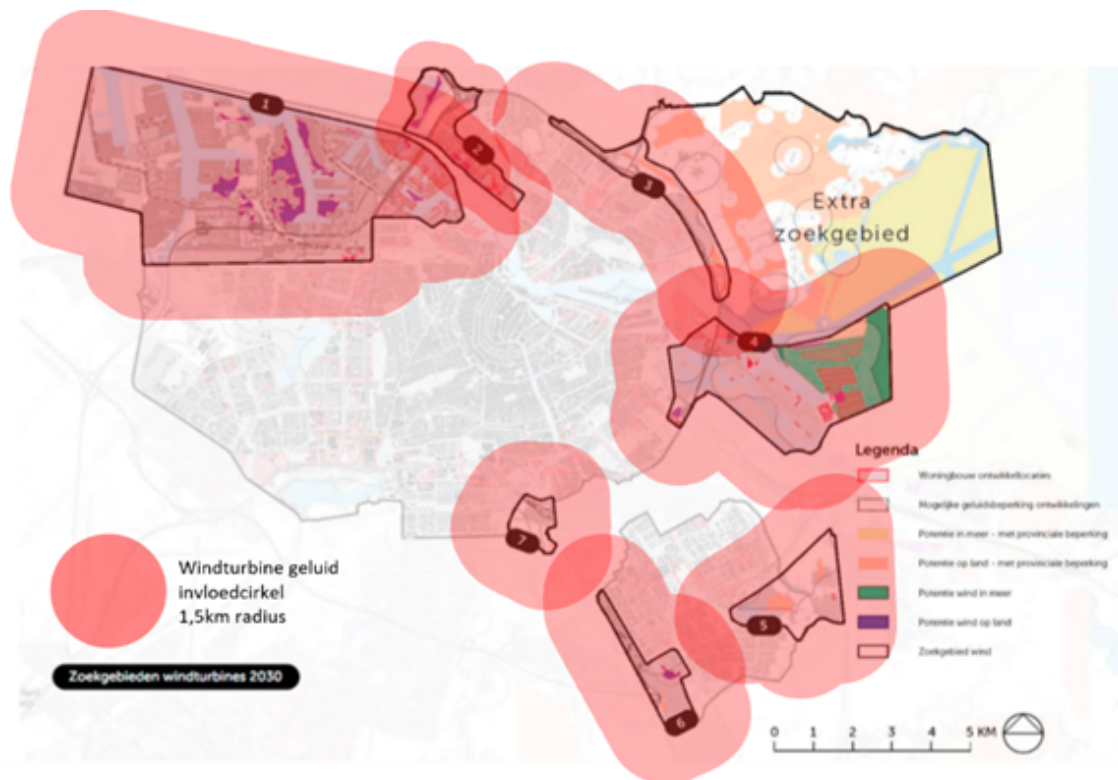 1
2
3
Extra
zoekgebied
4
Legenda
Woningbouw ontwikkellocaties
Mogelijke geluidsbeperking ontwikkelingen
Potentie in meer - met provinciale beperking
Potentie op land - met provinciale beperking
Potentie wind in meer
Potentie wind op land
Zoekgebied wind
7
5
6
Windturbine geluid
invloedcirkel
1,5km radius
Zoekgebieden windturbines 2030
0 1 2 3 4 5 KM